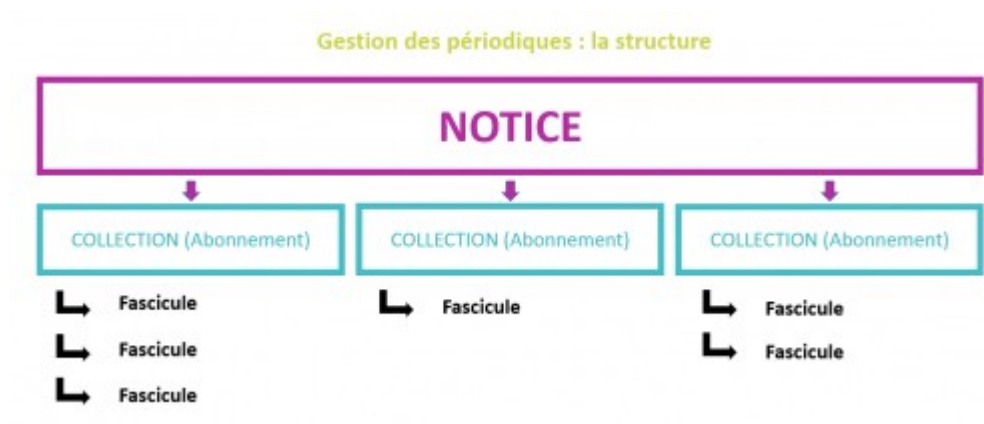 Gestion des périodiques : la structure
NOTICE
COLLECTION (Abonnement)
COLLECTION (Abonnement)
COLLECTION (Abonnement)
Fascicule
Fascicule
Fascicule
Fascicule
Fascicule
Fascicule